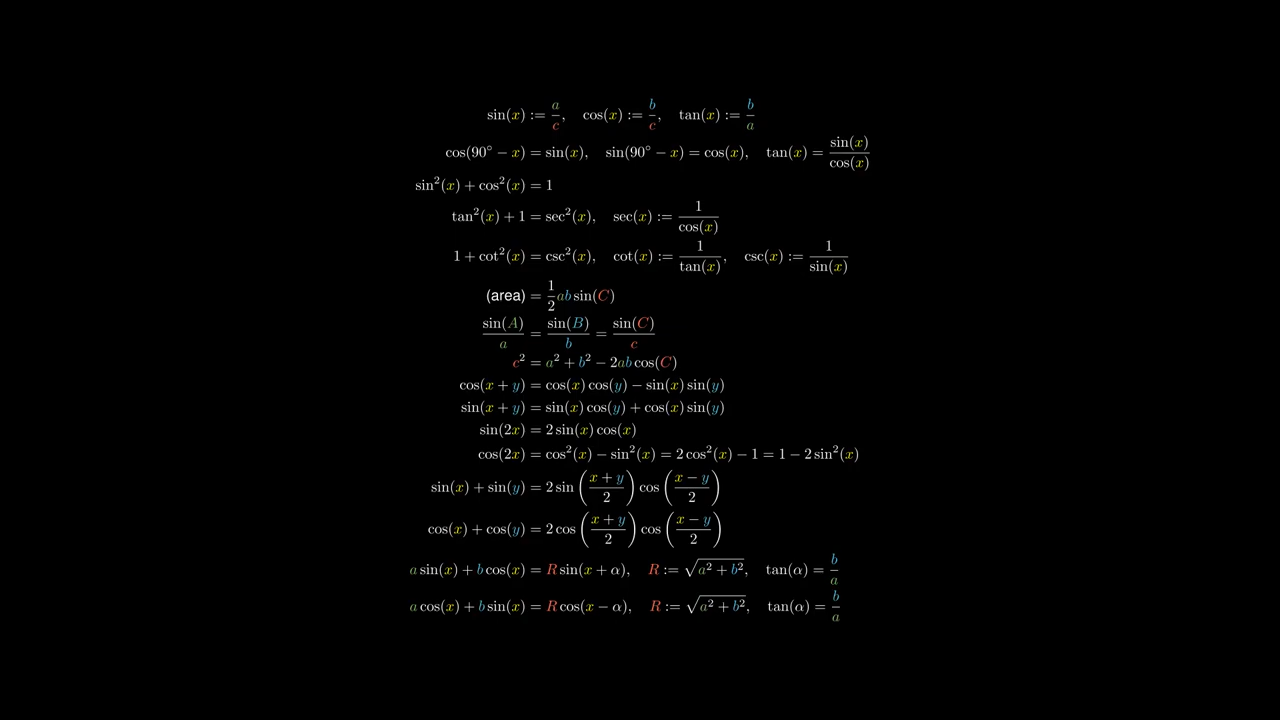 sin(x) := a/c, cos(x) := b/c, tan(x) := b/a
cos(90° − x) = sin(x), sin(90° − x) = cos(x), tan(x) = sin(x)/cos(x)
sin²(x) + cos²(x) = 1
tan²(x) + 1 = sec²(x), sec(x) := 1/cos(x)
1 + cot²(x) = csc²(x), cot(x) := 1/tan(x), csc(x) := 1/sin(x)
(area) = 1/2 ab sin(C)
sin(A)/a = sin(B)/b = sin(C)/c
c² = a² + b² − 2ab cos(C)
cos(x + y) = cos(x) cos(y) − sin(x) sin(y)
sin(x + y) = sin(x) cos(y) + cos(x) sin(y)
sin(2x) = 2 sin(x) cos(x)
cos(2x) = cos²(x) − sin²(x) = 2 cos²(x) − 1 = 1 − 2 sin²(x)
sin(x) + sin(y) = 2 sin((x + y)/2) cos((x − y)/2)
cos(x) + cos(y) = 2 cos((x + y)/2) cos((x − y)/2)
a sin(x) + b cos(x) = R sin(x + α), R := √(a² + b²), tan(α) = b/a
a cos(x) + b sin(x) = R cos(x − α), R := √(a² + b²), tan(α) = b/a